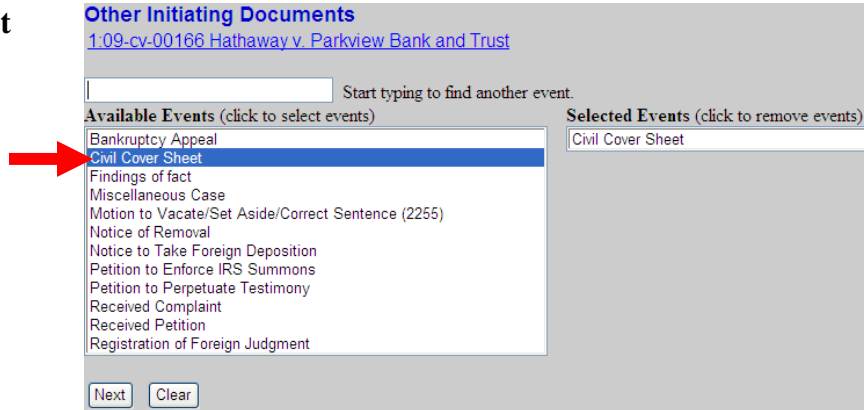 t
Other Initiating Documents
1:09-cv-00166 Hathaway v. Parkview Bank and Trust
Start typing to find another event.
Available Events (click to select events)
Selected Events (click to remove events)
Bankruptcy Appeal
Civil Cover Sheet
Civil Cover Sheet
Findings of fact
Miscellaneous Case
Motion to Vacate/Set Aside/Correct Sentence (2255)
Notice of Removal
Notice to Take Foreign Deposition
Petition to Enforce IRS Summons
Petition to Perpetuate Testimony
Received Complaint
Received Petition
Registration of Foreign Judgment
Next Clear